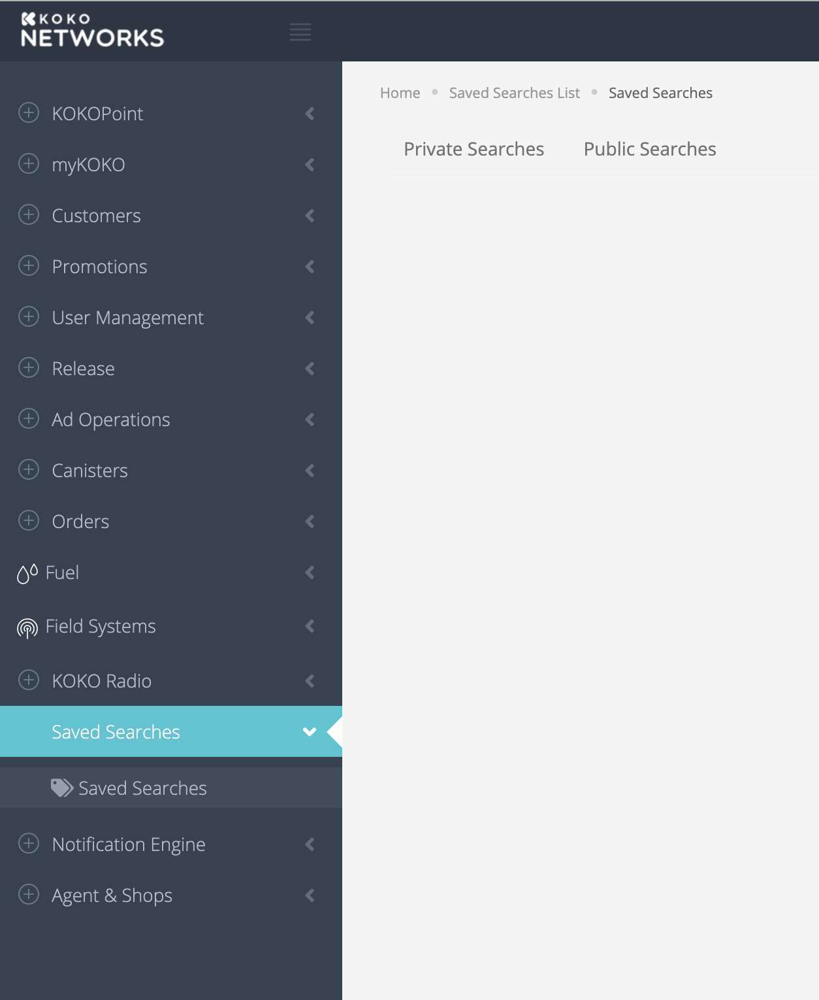 KOKO
NETWORKS
Home • Saved Searches List • Saved Searches
Private Searches Public Searches
KOKOPoint
myKOKO
Customers
Promotions
User Management
Release
Ad Operations
Canisters
Orders
Fuel
Field Systems
KOKO Radio
Saved Searches
Saved Searches
Notification Engine
Agent & Shops